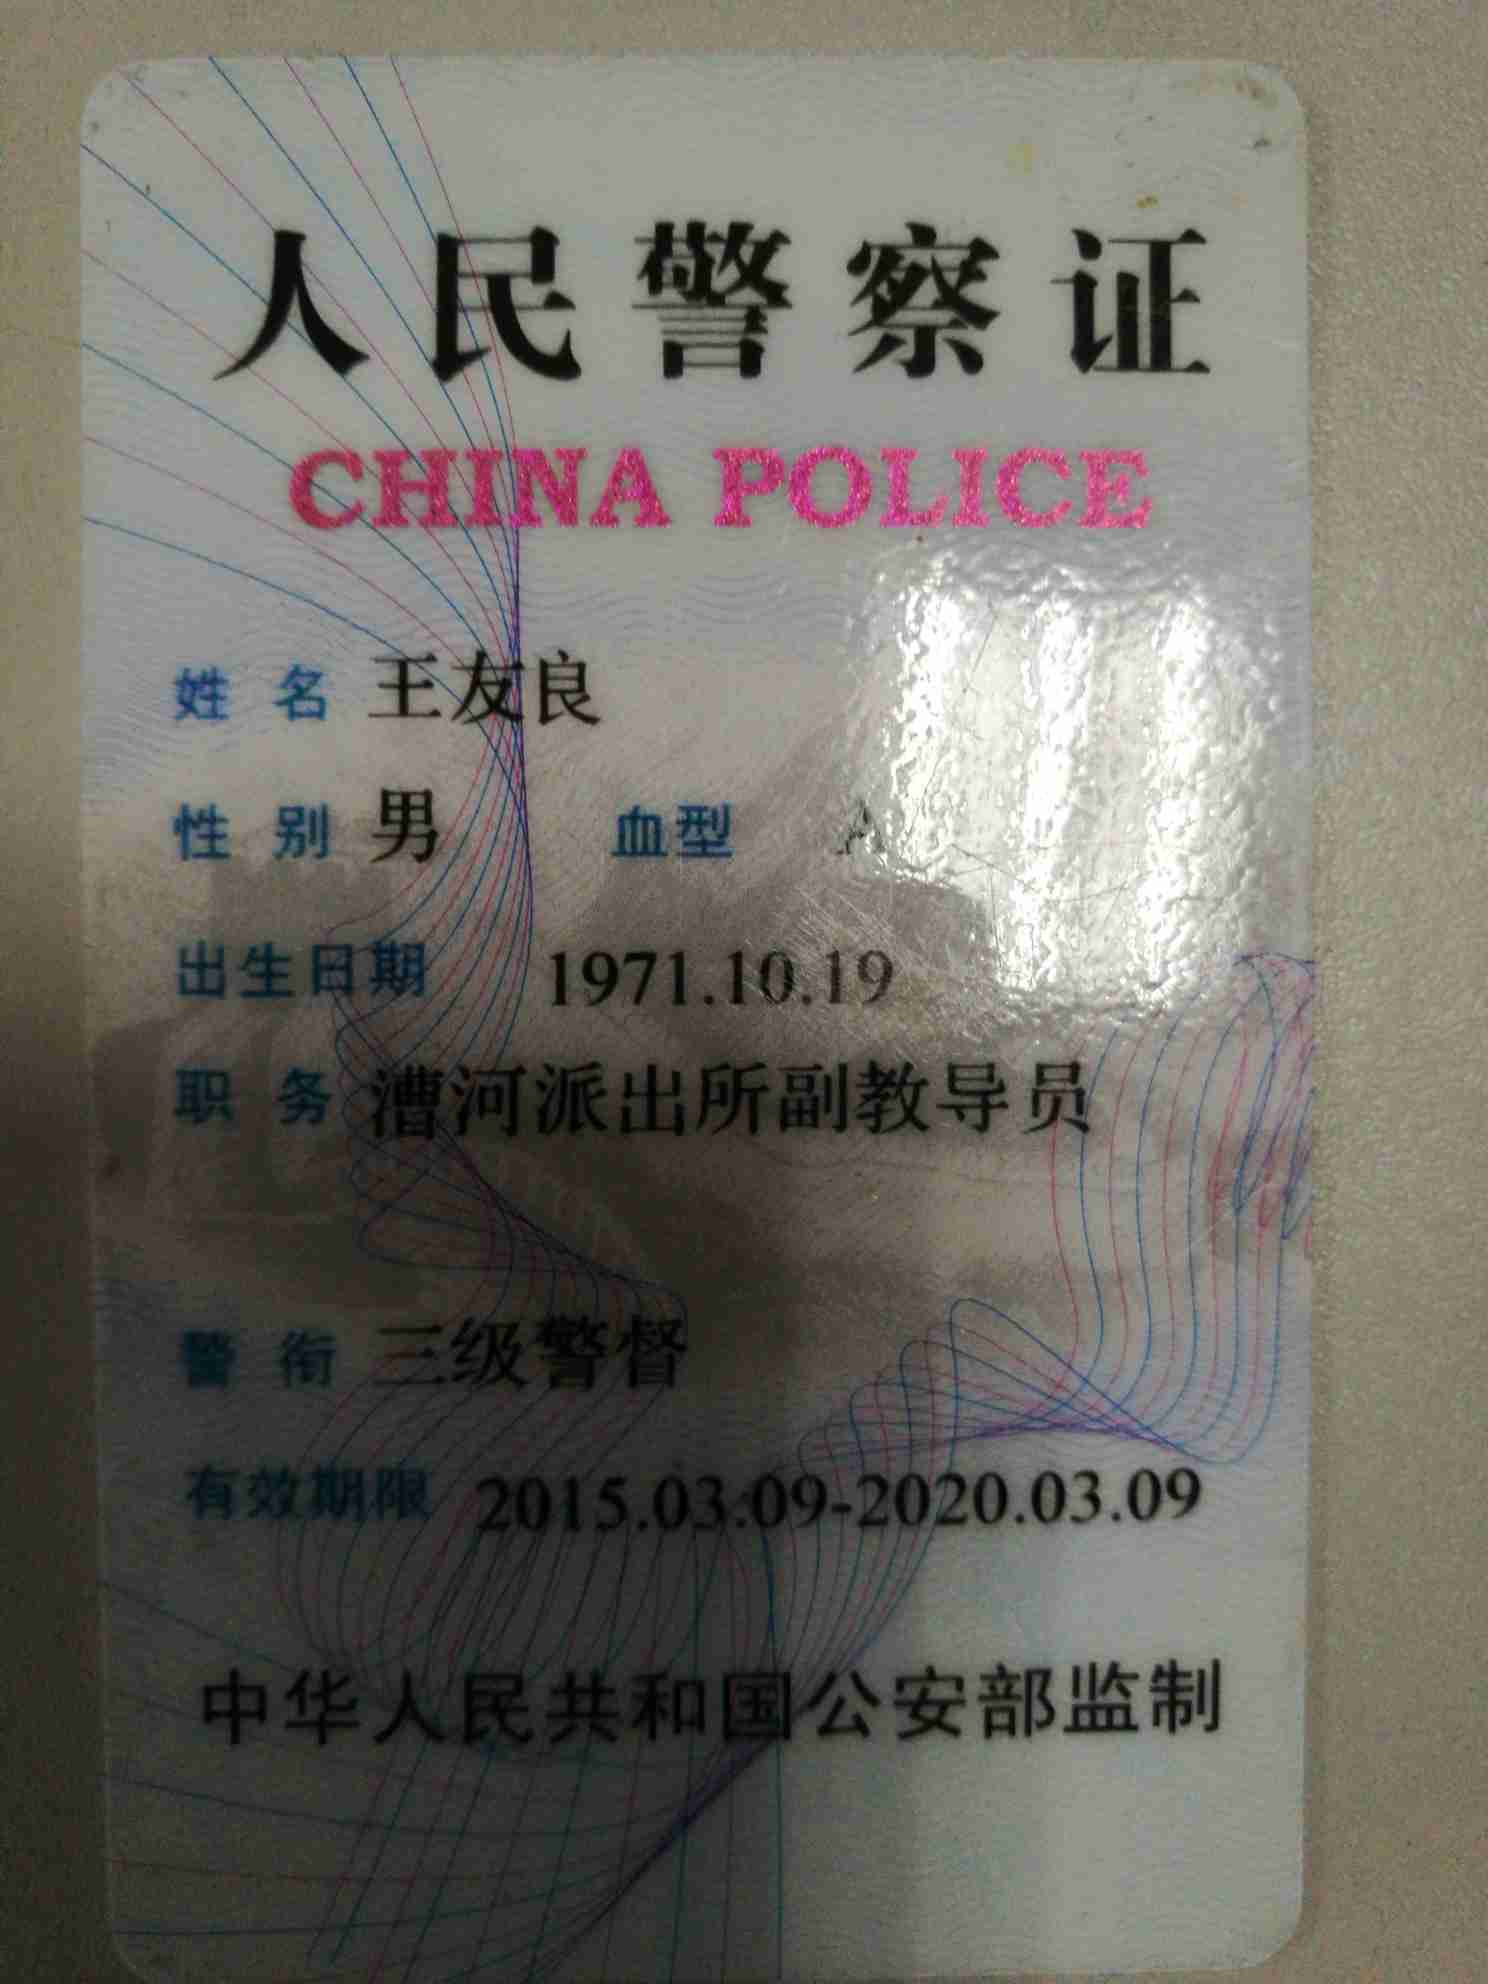 人民警察证
CHINA POLICE
姓名 王友良
性别 男 血型 A
出生日期 1971.10.19
职务 漕河派出所副教导员
警衔 三级警督
有效期限 2015.03.09-2020.03.09
中华人民共和国公安部监制